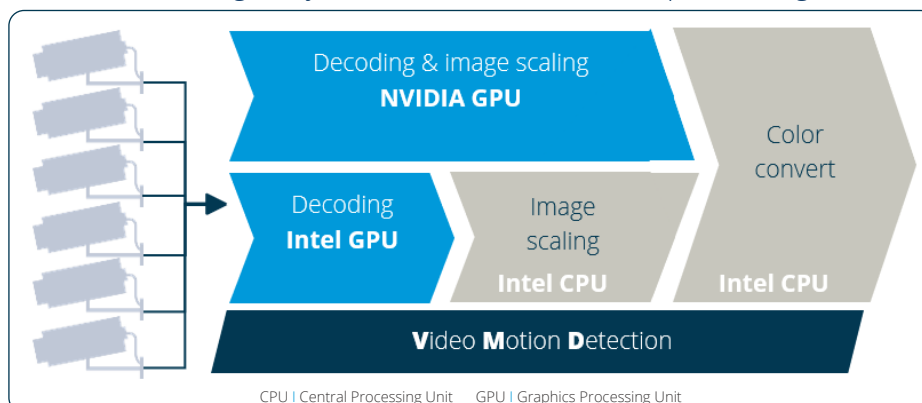 Decoding & image scaling
NVIDIA GPU
Decoding
Intel GPU
Image
scaling
Intel CPU
Color
convert
Intel CPU
Video Motion Detection
CPU | Central Processing Unit GPU | Graphics Processing Unit